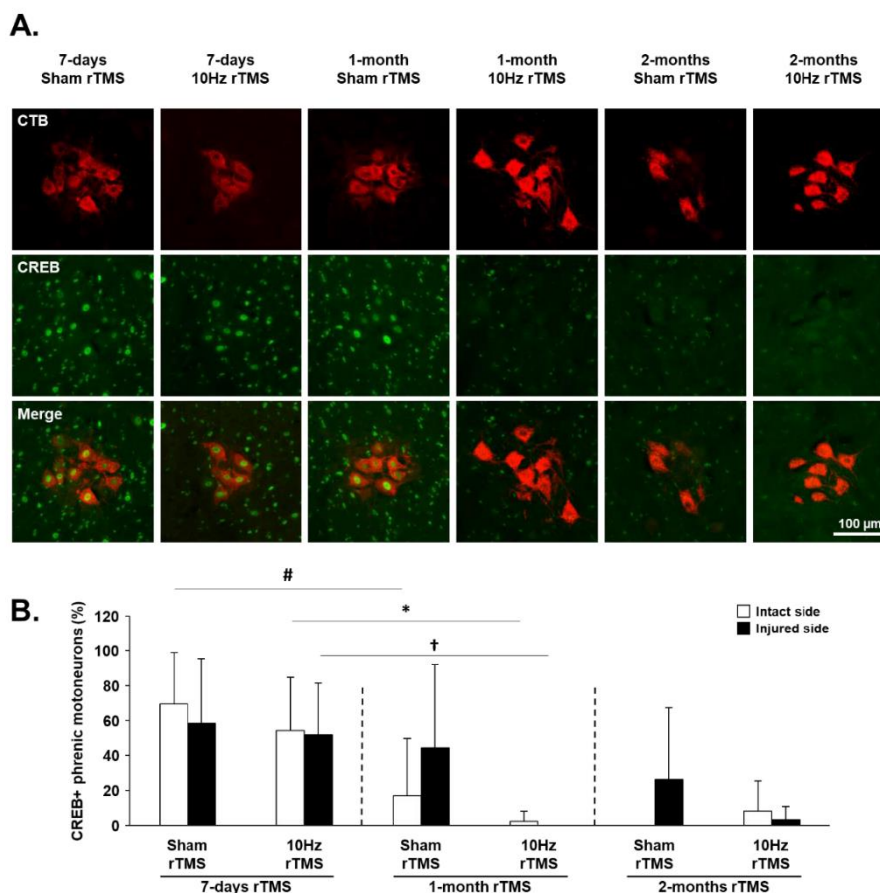 A.
7-days 7-days 1-month 1-month 2-months 2-months
Sham rTMS 10Hz rTMS Sham rTMS 10Hz rTMS Sham rTMS 10Hz rTMS
CTB
CREB
Merge
100 µm
B.
#
*
†
CREB+ phrenic motoneurons (%)
120
100
80
60
40
20
0
Intact side
Injured side
Sham 10Hz Sham 10Hz Sham 10Hz
rTMS rTMS rTMS rTMS rTMS rTMS
7-days rTMS 1-month rTMS 2-months rTMS